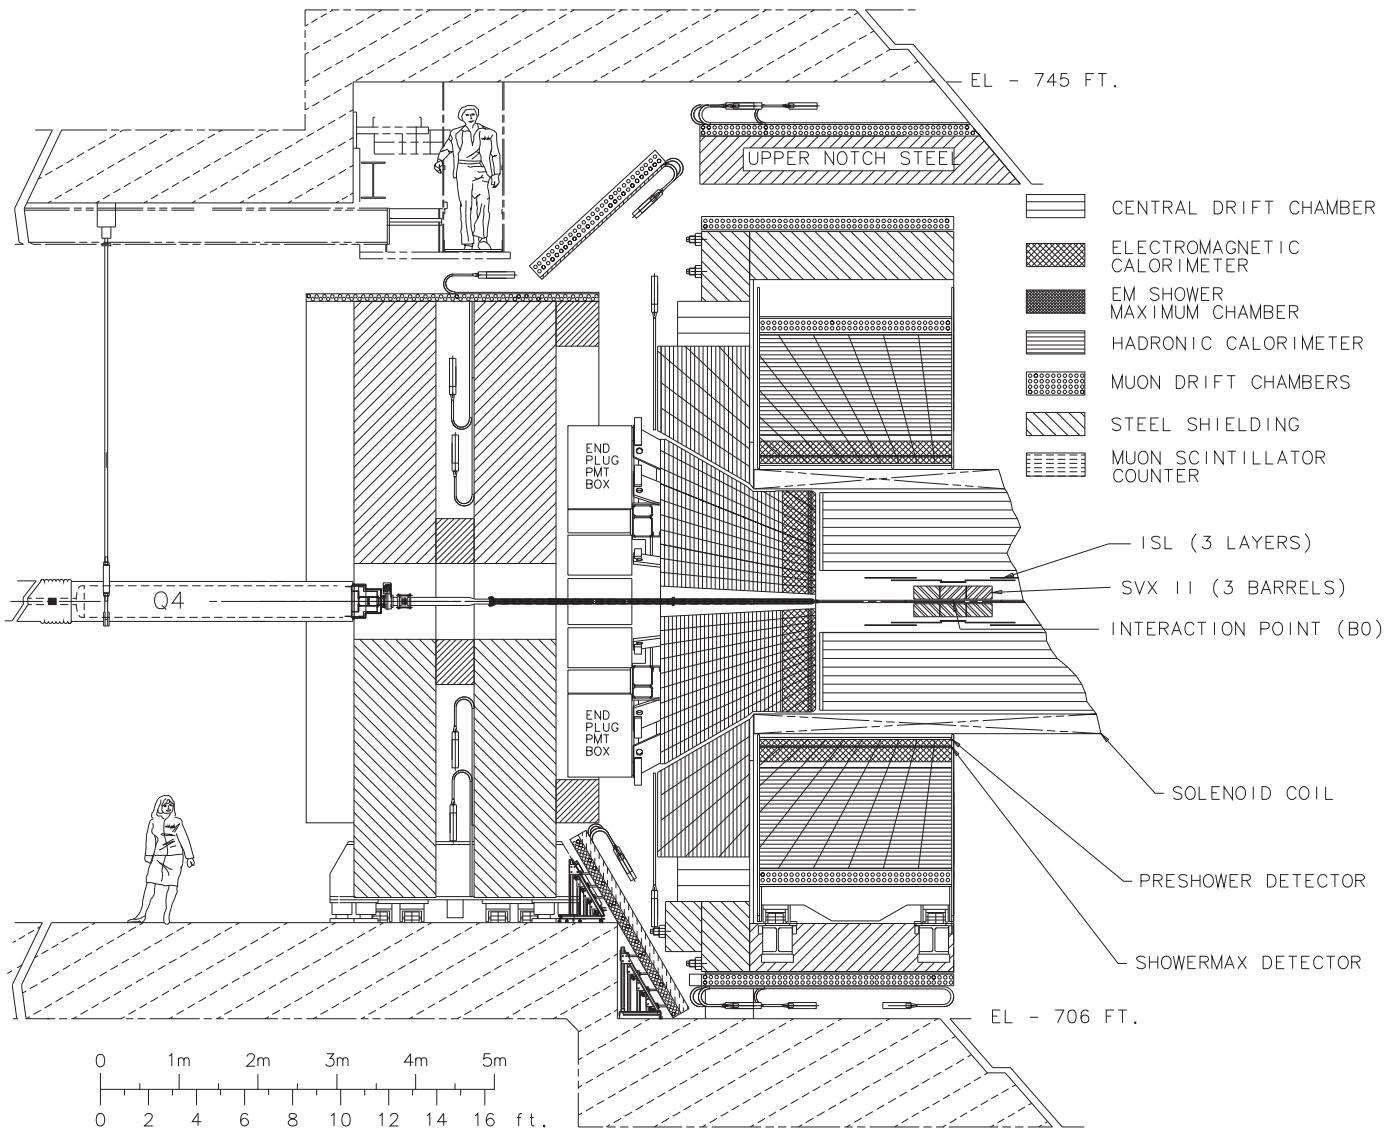 EL - 745 FT.
UPPER NOTCH STEEL
CENTRAL DRIFT CHAMBER
ELECTROMAGNETIC
CALORIMETER
EM SHOWER
MAXIMUM CHAMBER
HADRONIC CALORIMETER
MUON DRIFT CHAMBERS
STEEL SHIELDING
MUON SCINTILLATOR
COUNTER
END
PLUG
PMT
BOX
ISL (3 LAYERS)
SVX II (3 BARRELS)
Q4
INTERACTION POINT (B0)
END
PLUG
PMT
BOX
SOLENOID COIL
PRESHOWER DETECTOR
SHOWERMAX DETECTOR
EL - 706 FT.
0 1m 2m 3m 4m 5m
0 2 4 6 8 10 12 14 16 ft.